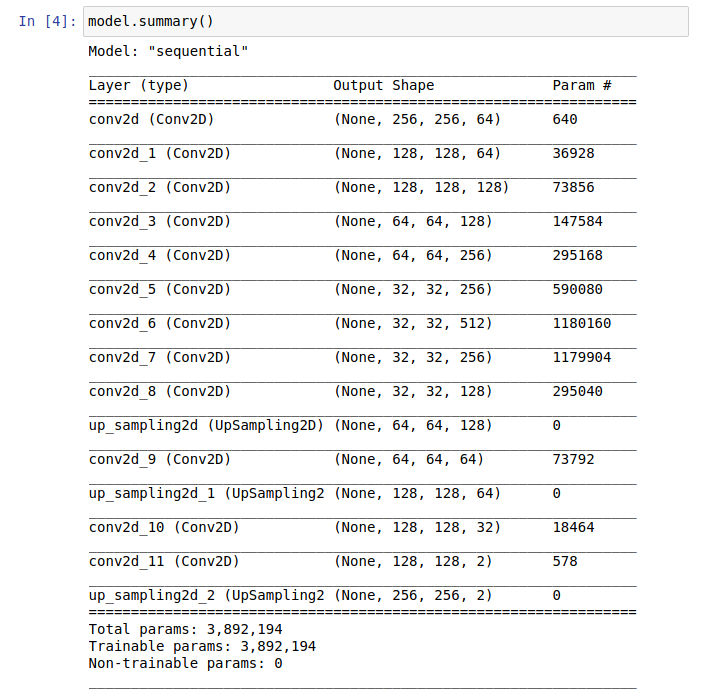 In [4]: model.summary()
Model: "sequential"
_________________________________________________________________
Layer (type)                 Output Shape              Param #
=================================================================
conv2d (Conv2D)              (None, 256, 256, 64)      640
_________________________________________________________________
conv2d_1 (Conv2D)            (None, 128, 128, 64)      36928
_________________________________________________________________
conv2d_2 (Conv2D)            (None, 128, 128, 128)     73856
_________________________________________________________________
conv2d_3 (Conv2D)            (None, 64, 64, 128)       147584
_________________________________________________________________
conv2d_4 (Conv2D)            (None, 64, 64, 256)       295168
_________________________________________________________________
conv2d_5 (Conv2D)            (None, 32, 32, 256)       590080
_________________________________________________________________
conv2d_6 (Conv2D)            (None, 32, 32, 512)       1180160
_________________________________________________________________
conv2d_7 (Conv2D)            (None, 32, 32, 256)       1179904
_________________________________________________________________
conv2d_8 (Conv2D)            (None, 32, 32, 128)       295040
_________________________________________________________________
up_sampling2d (UpSampling2D) (None, 64, 64, 128)       0
_________________________________________________________________
conv2d_9 (Conv2D)            (None, 64, 64, 64)        73792
_________________________________________________________________
up_sampling2d_1 (UpSampling2 (None, 128, 128, 64)      0
_________________________________________________________________
conv2d_10 (Conv2D)           (None, 128, 128, 32)      18464
_________________________________________________________________
conv2d_11 (Conv2D)           (None, 128, 128, 2)       578
_________________________________________________________________
up_sampling2d_2 (UpSampling2 (None, 256, 256, 2)       0
=================================================================
Total params: 3,892,194
Trainable params: 3,892,194
Non-trainable params: 0
_________________________________________________________________